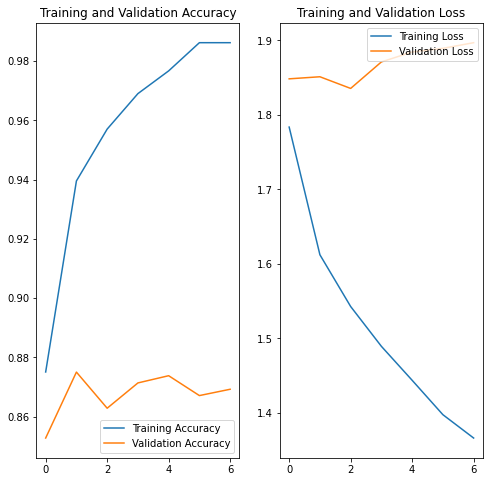 Training and Validation Accuracy
0.98
0.96
0.94
0.92
0.90
0.88
0.86
Training Accuracy
Validation Accuracy
0 2 4 6
Training and Validation Loss
1.9
1.8
1.7
1.6
1.5
1.4
Training Loss
Validation Loss
0 2 4 6